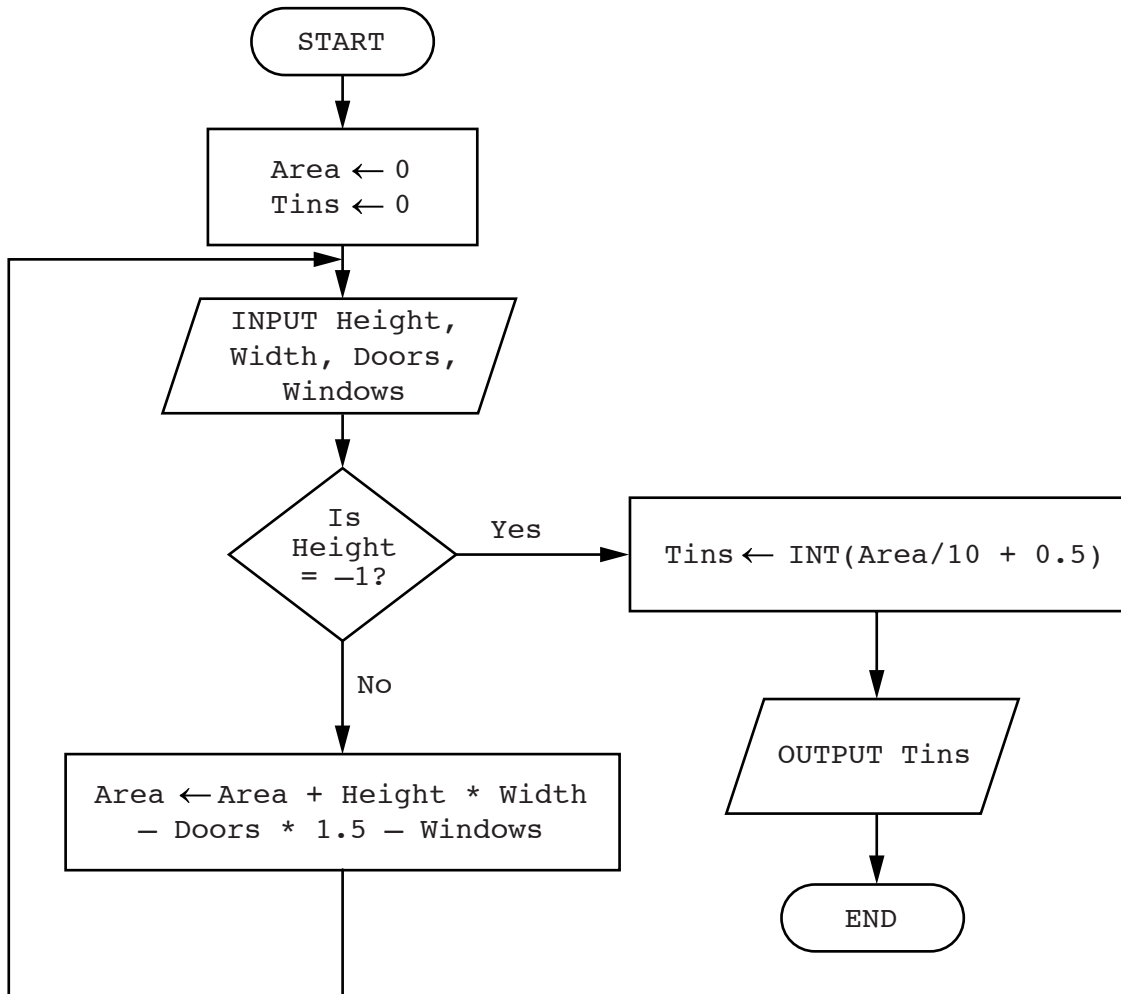 START
Area ← 0
Tins ← 0
INPUT Height,
Width, Doors,
Windows
Is
Height
= –1?
Yes
Tins ← INT(Area/10 + 0.5)
No
OUTPUT Tins
Area ← Area + Height * Width
– Doors * 1.5 – Windows
END